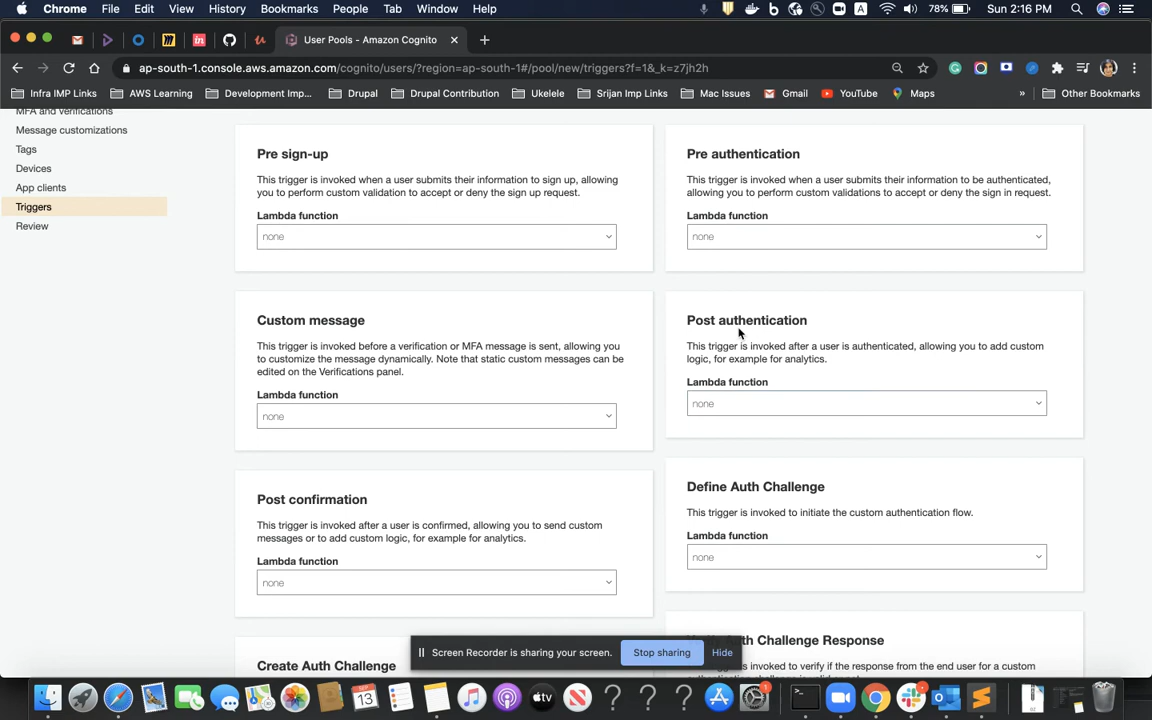 Chrome File Edit View History Bookmarks People Tab Window Help 78% Sun 2:16 PM
User Pools - Amazon Cognito
ap-south-1.console.aws.amazon.com/cognito/users/?region=ap-south-1#/pool/new/triggers?f=1&_k=z7jh2h
Infra IMP Links AWS Learning Development Imp... Drupal Drupal Contribution Ukelele Srijan Imp Links Mac Issues Gmail YouTube Maps » Other Bookmarks
MFA and verifications
Message customizations
Tags
Devices
App clients
Triggers
Review
Pre sign-up
This trigger is invoked when a user submits their information to sign up, allowing
you to perform custom validation to accept or deny the sign up request.
Lambda function
none
Pre authentication
This trigger is invoked when a user submits their information to be authenticated,
allowing you to perform custom validations to accept or deny the sign in request.
Lambda function
none
Custom message
This trigger is invoked before a verification or MFA message is sent, allowing you
to customize the message dynamically. Note that static custom messages can be
edited on the Verifications panel.
Lambda function
none
Post authentication
This trigger is invoked after a user is authenticated, allowing you to add custom
logic, for example for analytics.
Lambda function
none
Post confirmation
This trigger is invoked after a user is confirmed, allowing you to send custom
messages or to add custom logic, for example for analytics.
Lambda function
none
Define Auth Challenge
This trigger is invoked to initiate the custom authentication flow.
Lambda function
none
Create Auth Challenge
Auth Challenge Response
is invoked to verify if the response from the end user for a custom
Screen Recorder is sharing your screen. Stop sharing Hide